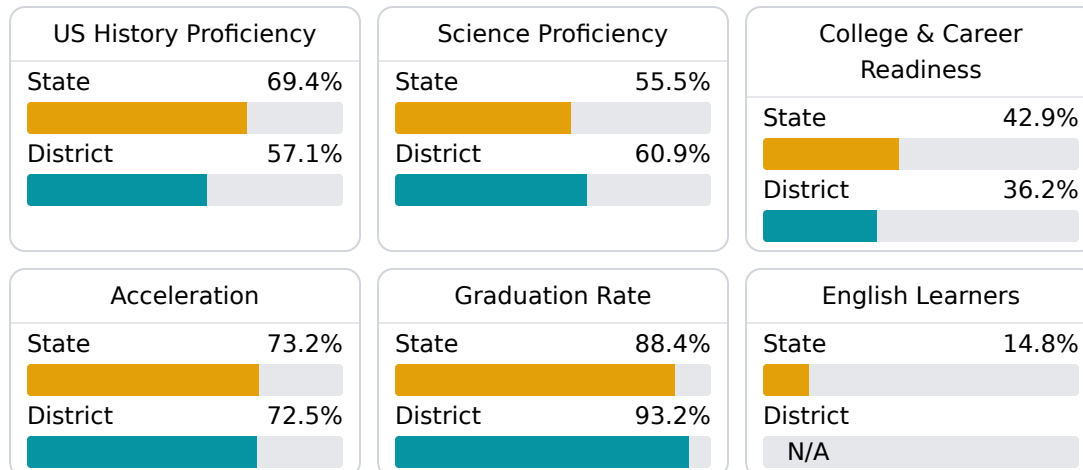 US History Proficiency
State 69.4%
District 57.1%
Science Proficiency
State 55.5%
District 60.9%
College & Career
Readiness
State 42.9%
District 36.2%
Acceleration
State 73.2%
District 72.5%
Graduation Rate
State 88.4%
District 93.2%
English Learners
State 14.8%
District
N/A